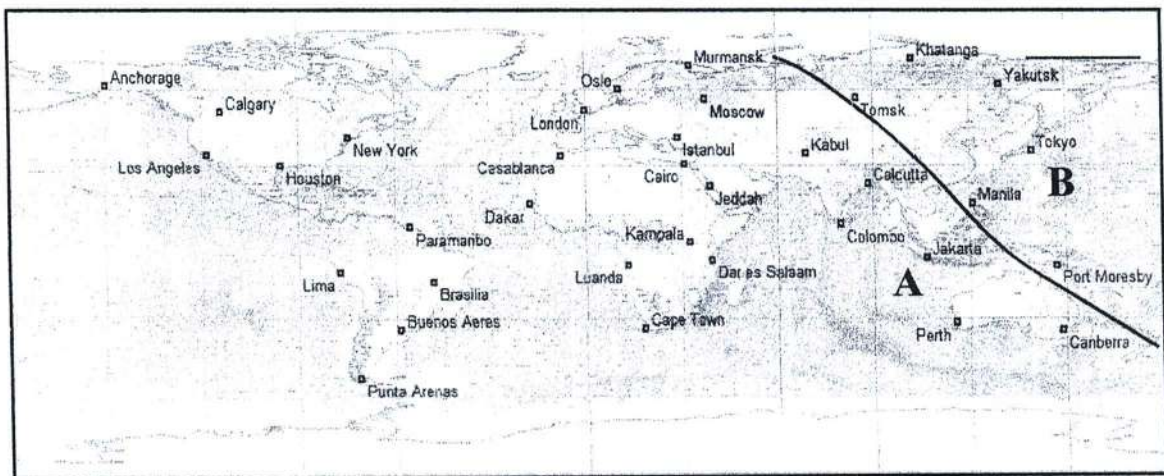 Murmansk
Khatanga
Anchorage
Oslo
Yakutsk
Calgary
Moscow
Tomsk
London
New York
Istanbul
Kabul
Tokyo
Los Angeles
Houston
Casablanca
Cairo
Calcutta
B
Jeddah
Manila
Dakar
Colombo
Paramaribo
Kampala
Jakarta
Lima
Luanda
Dar es Salaam
Port Moresby
Brasilia
A
Buenos Aeres
Cape Town
Perth
Canberra
Punta Arenas